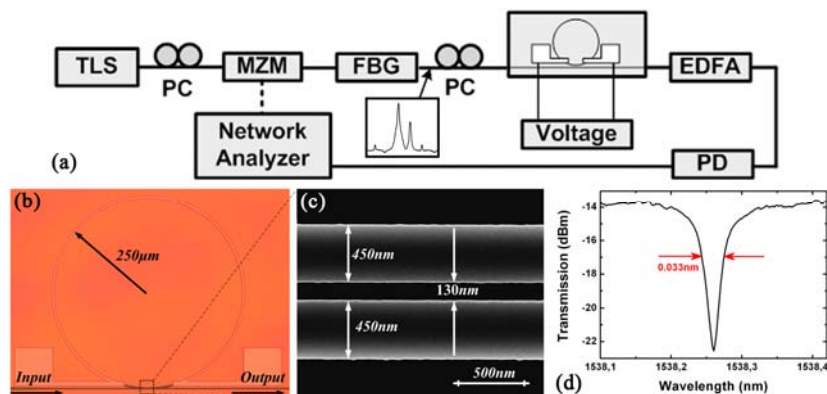 TLS
PC
MZM
FBG
PC
EDFA
Network
Analyzer
Voltage
PD
(a)
(b)
250μm
Input
Output
(c)
450nm
130nm
450nm
500nm
Transmission (dBm)
-14
-16
-18
-20
-22
0.033nm
1538,1
1538,2
1538,3
1538,4
Wavelength (nm)
(d)